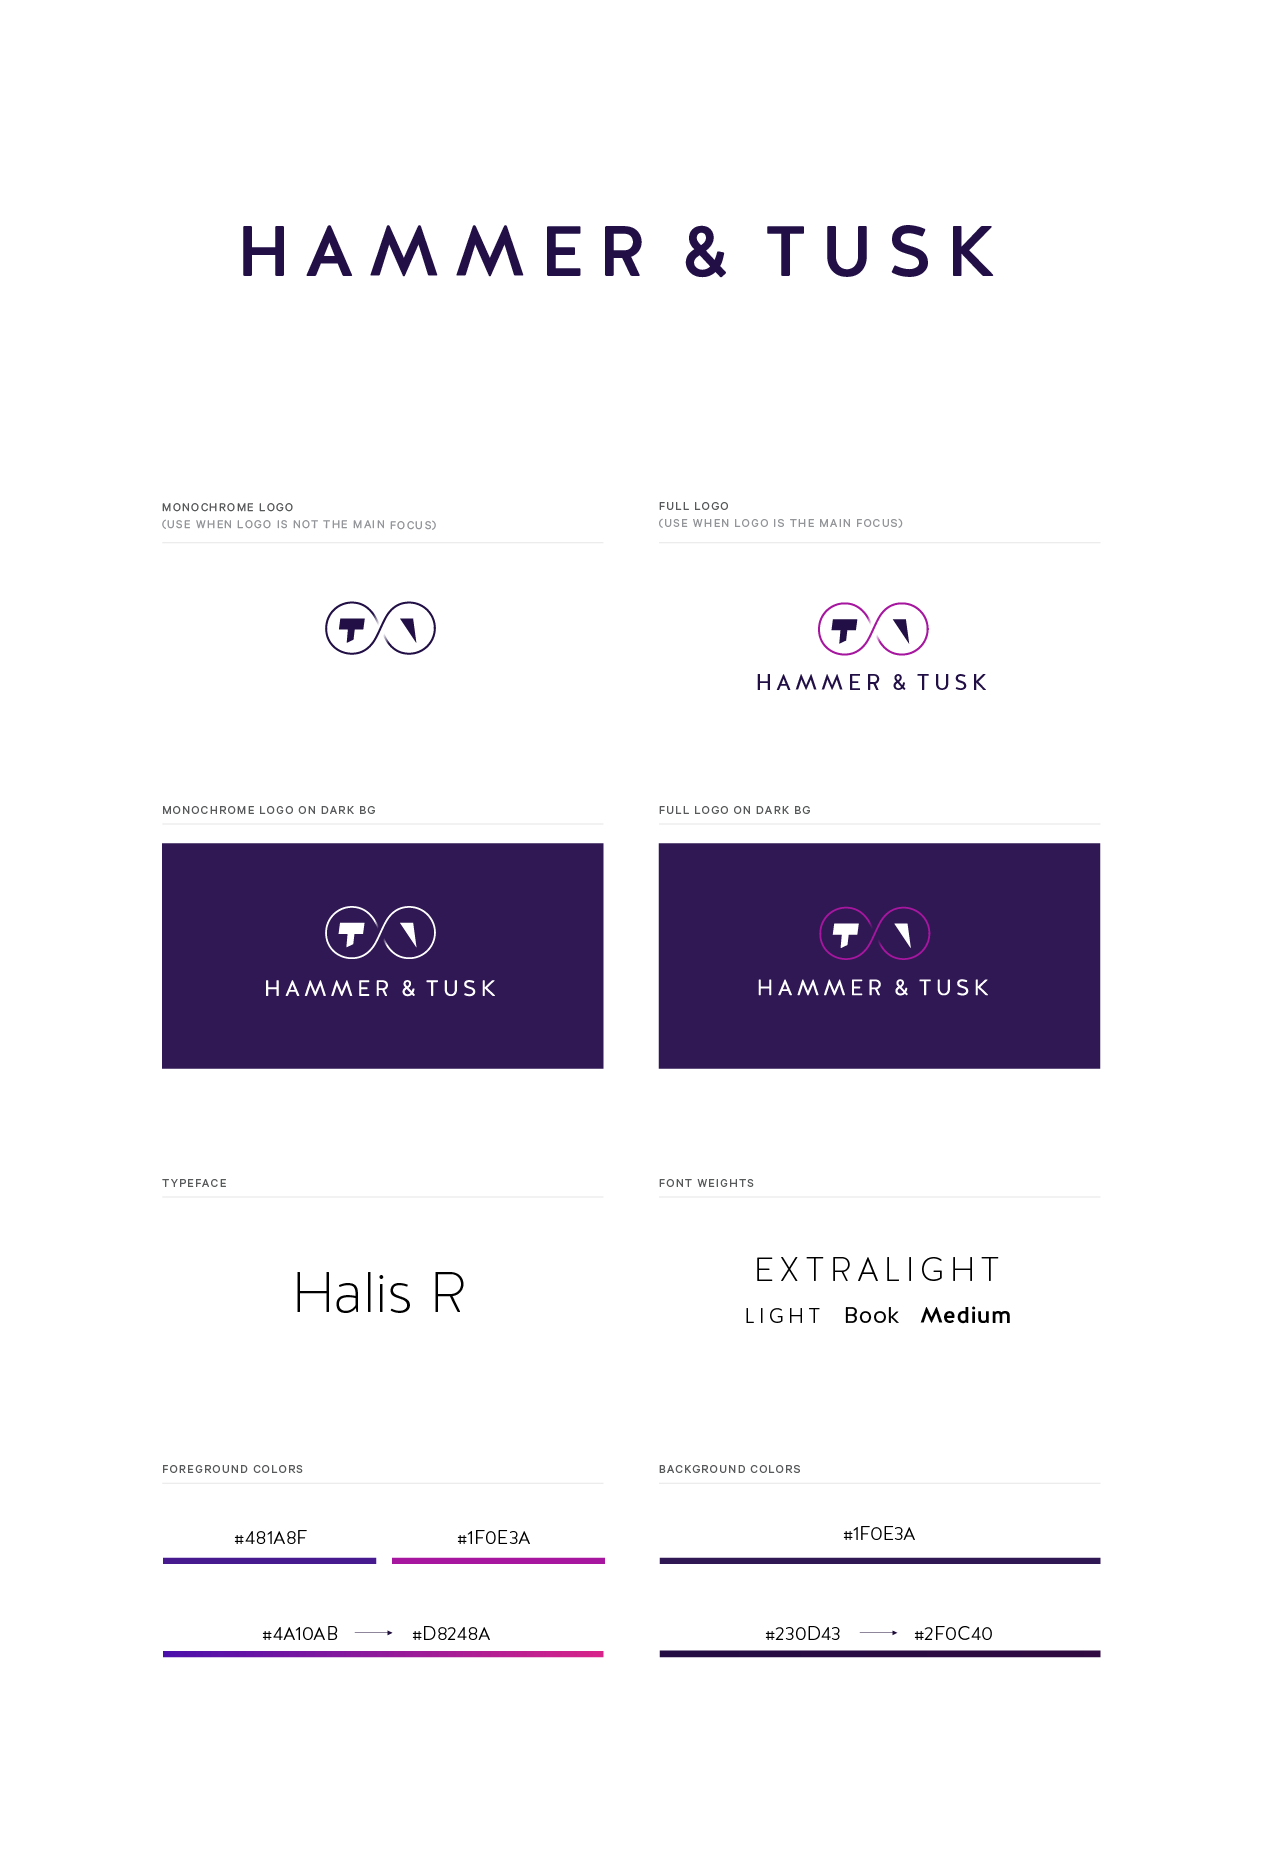 HAMMER & TUSK
MONOCHROME LOGO
(USE WHEN LOGO IS NOT THE MAIN FOCUS)
FULL LOGO
(USE WHEN LOGO IS THE MAIN FOCUS)
HAMMER & TUSK
MONOCHROME LOGO ON DARK BG
FULL LOGO ON DARK BG
HAMMER & TUSK
HAMMER & TUSK
TYPEFACE
Halis R
FONT WEIGHTS
EXTRALIGHT
LIGHT Book Medium
FOREGROUND COLORS
#481A8F #1F0E3A
#4A10AB → #D8248A
BACKGROUND COLORS
#1F0E3A
#230D43 → #2F0C40